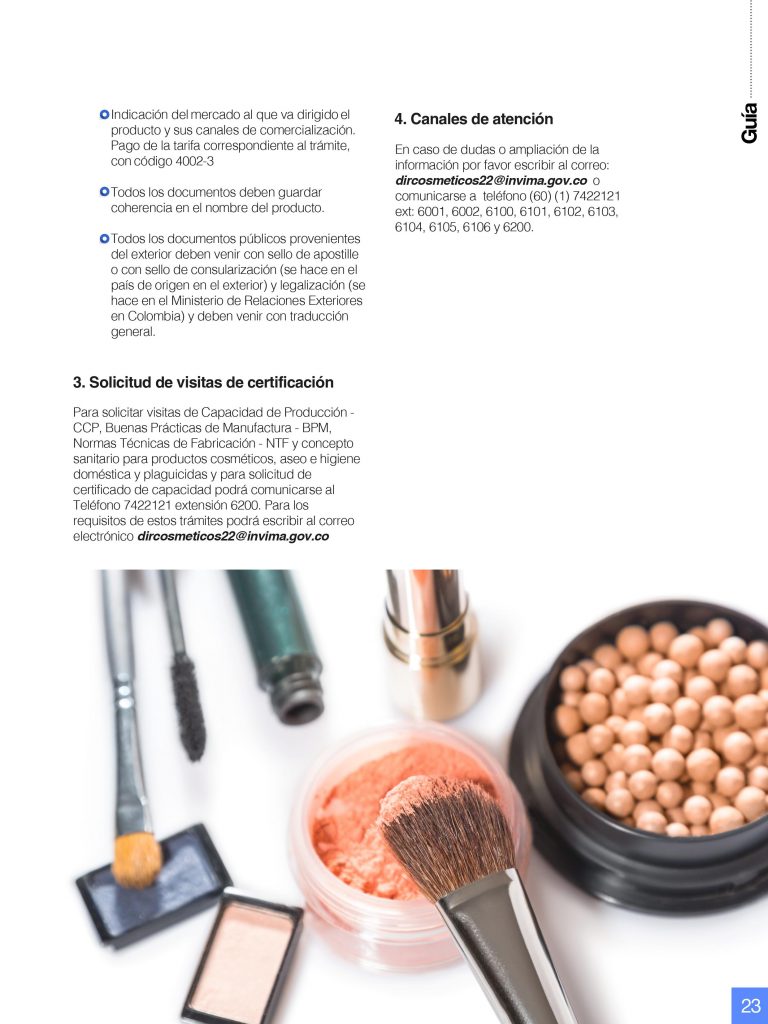 Guía
Indicación del mercado al que va dirigido el
producto y sus canales de comercialización.
Pago de la tarifa correspondiente al trámite,
con código 4002-3
Todos los documentos deben guardar
coherencia en el nombre del producto.
Todos los documentos públicos provenientes
del exterior deben venir con sello de apostille
o con sello de consularización (se hace en el
país de origen en el exterior) y legalización (se
hace en el Ministerio de Relaciones Exteriores
en Colombia) y deben venir con traducción
general.
3. Solicitud de visitas de certificación
Para solicitar visitas de Capacidad de Producción -
CCP, Buenas Prácticas de Manufactura - BPM,
Normas Técnicas de Fabricación - NTF y concepto
sanitario para productos cosméticos, aseo e higiene
doméstica y plaguicidas y para solicitud de
certificado de capacidad podrá comunicarse al
Teléfono 7422121 extensión 6200. Para los
requisitos de estos trámites podrá escribir al correo
electrónico dircosmeticos22@invima.gov.co
4. Canales de atención
En caso de dudas o ampliación de la
información por favor escribir al correo:
dircosmeticos22@invima.gov.co o
comunicarse a teléfono (60) (1) 7422121
ext: 6001, 6002, 6100, 6101, 6102, 6103,
6104, 6105, 6106 y 6200.
23